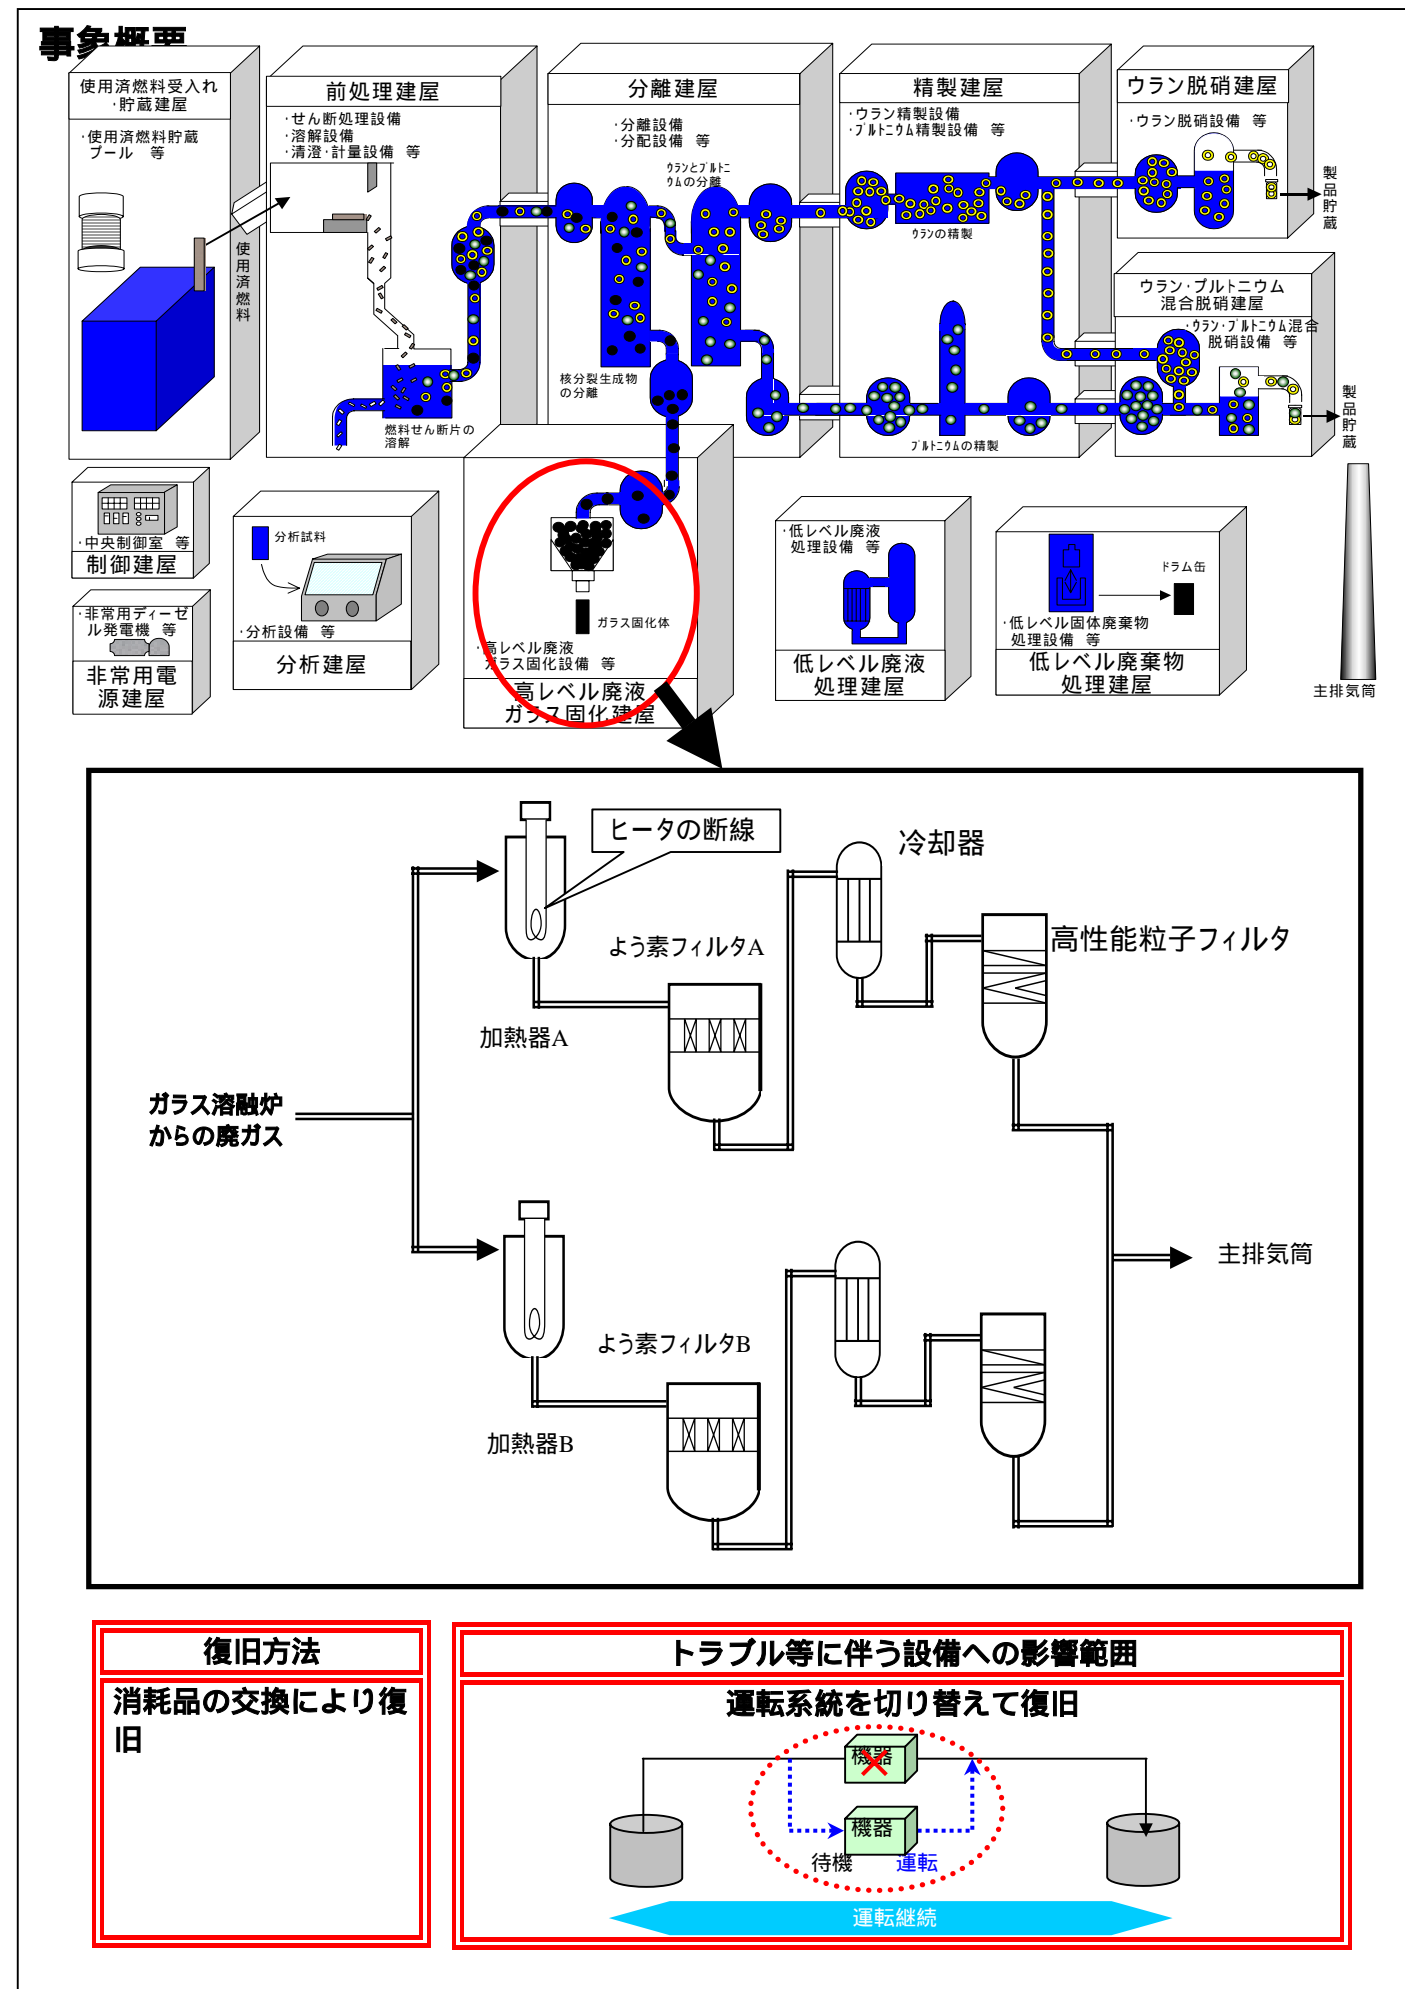 事象概要
使用済燃料受入れ
・貯蔵建屋
・使用済燃料貯蔵
プール 等
使用済燃料
前処理建屋
・せん断処理設備
・溶解設備
・清澄・計量設備 等
燃料せん断片の
溶解
分離建屋
・分離設備
・分配設備 等
ウランとプルトニ
ウムの分離
核分裂生成物
の分離
精製建屋
・ウラン精製設備
・プルトニウム精製設備 等
ウランの精製
プルトニウムの精製
ウラン脱硝建屋
・ウラン脱硝設備 等
製品貯蔵
ウラン・プルトニウム
混合脱硝建屋
・ウラン・プルトニウム混合
脱硝設備 等
製品貯蔵
・中央制御室 等
制御建屋
・非常用ディーゼ
ル発電機 等
非常用電
源建屋
分析試料
・分析設備 等
分析建屋
ガラス固化体
・高レベル廃液
ガラス固化設備 等
高レベル廃液
ガラス固化建屋
・低レベル廃液
処理設備 等
低レベル廃液
処理建屋
ドラム缶
・低レベル固体廃棄物
処理設備 等
低レベル廃棄物
処理建屋
主排気筒
ヒータの断線
冷却器
よう素フィルタA
高性能粒子フィルタ
加熱器A
ガラス溶融炉
からの廃ガス
主排気筒
よう素フィルタB
加熱器B
復旧方法
消耗品の交換により復
旧
トラブル等に伴う設備への影響範囲
運転系統を切り替えて復旧
機器
機器
待機 運転
運転継続